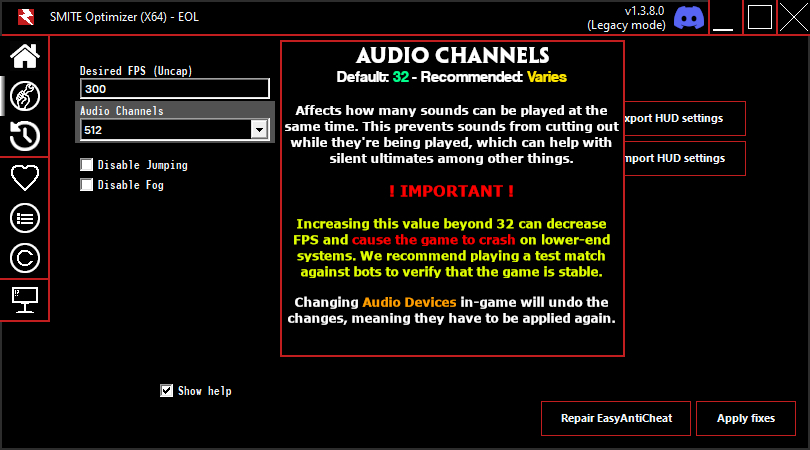 SMITE Optimizer (X64) - EOL
v1.3.8.0
(Legacy mode)
Desired FPS (Uncap)
300
Audio Channels
512
Disable Jumping
Disable Fog
AUDIO CHANNELS
Default: 32 - Recommended: Varies
Affects how many sounds can be played at the
same time. This prevents sounds from cutting out
while they're being played, which can help with
silent ultimates among other things.
! IMPORTANT !
Increasing this value beyond 32 can decrease
FPS and cause the game to crash on lower-end
systems. We recommend playing a test match
against bots to verify that the game is stable.
Changing Audio Devices in-game will undo the
changes, meaning they have to be applied again.
xport HUD settings
mport HUD settings
Show help
Repair EasyAntiCheat
Apply fixes